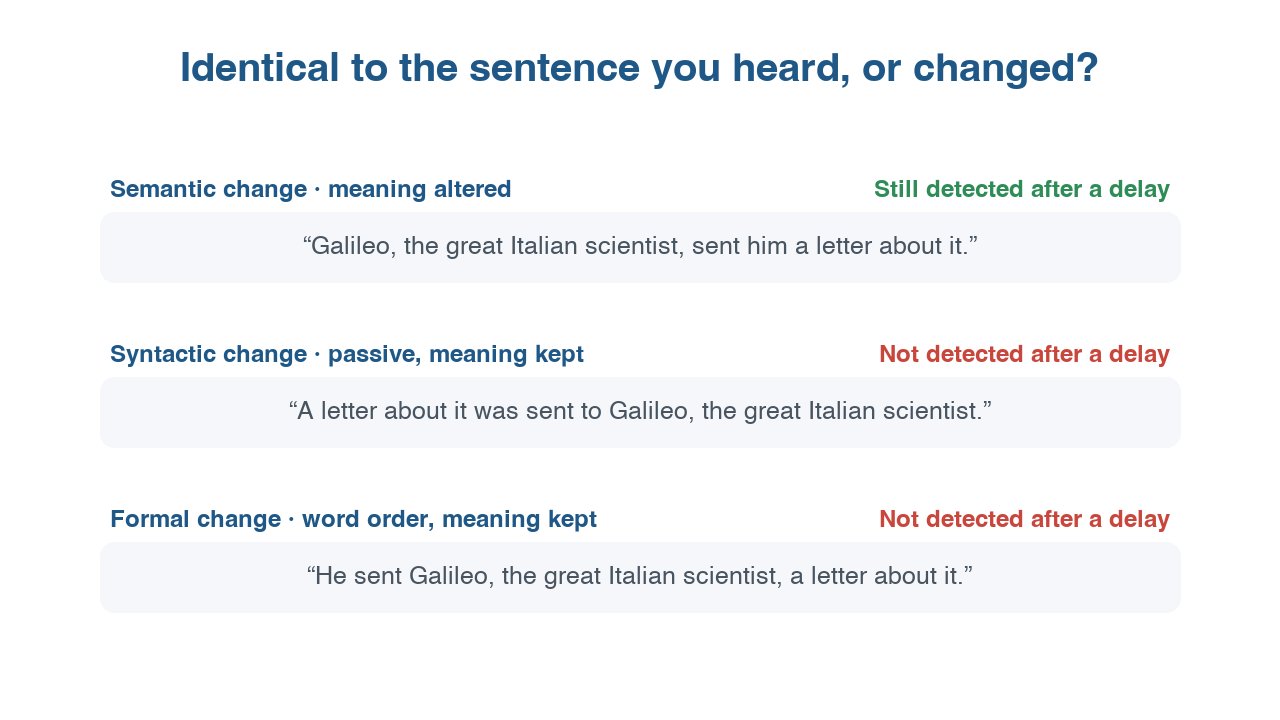 Identical to the sentence you heard, or changed?
Semantic change · meaning altered
Still detected after a delay
“Galileo, the great Italian scientist, sent him a letter about it.”
Syntactic change · passive, meaning kept
Not detected after a delay
“A letter about it was sent to Galileo, the great Italian scientist.”
Formal change · word order, meaning kept
Not detected after a delay
“He sent Galileo, the great Italian scientist, a letter about it.”